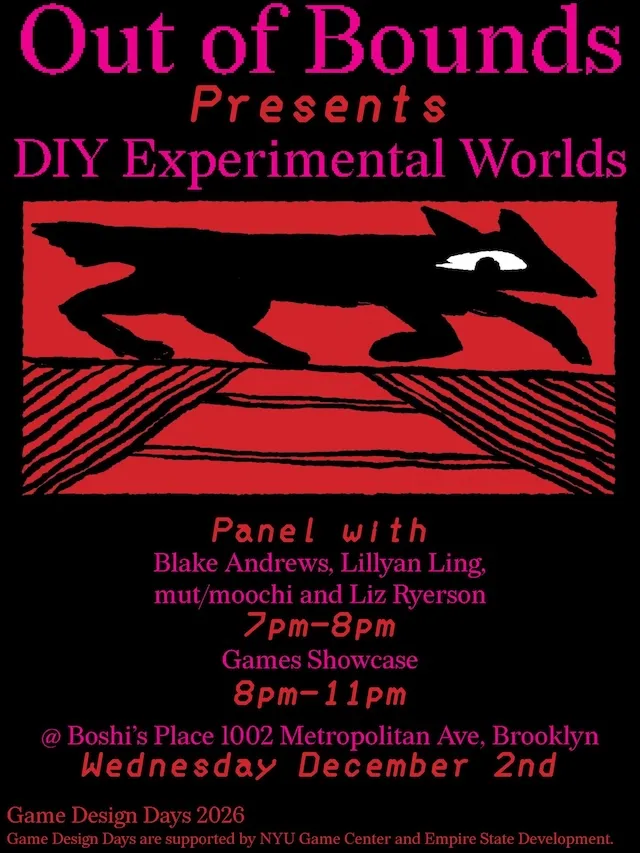 Out of Bounds
Presents
DIY Experimental Worlds
Panel with
Blake Andrews, Lillyan Ling,
mut/moochi and Liz Ryerson
7pm-8pm
Games Showcase
8pm-11pm
@ Boshi's Place 1002 Metropolitan Ave, Brooklyn
Wednesday December 2nd
Game Design Days 2026
Game Design Days are supported by NYU Game Center and Empire State Development.